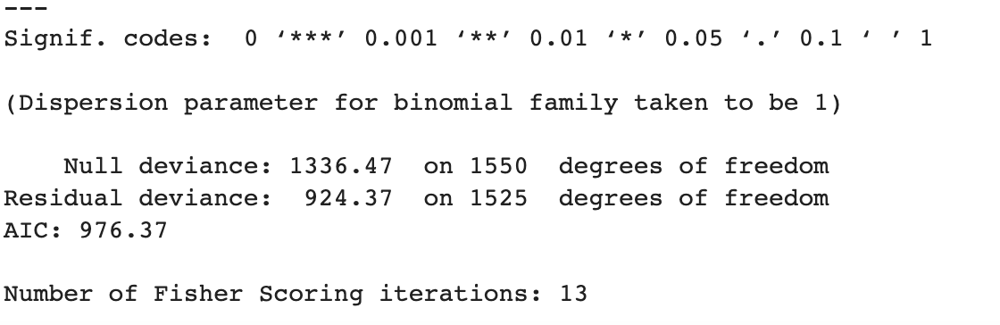 ---
Signif. codes:  0 ‘***’ 0.001 ‘**’ 0.01 ‘*’ 0.05 ‘.’ 0.1 ‘ ’ 1
(Dispersion parameter for binomial family taken to be 1)
Null deviance: 1336.47  on 1550  degrees of freedom
Residual deviance:  924.37  on 1525  degrees of freedom
AIC: 976.37
Number of Fisher Scoring iterations: 13